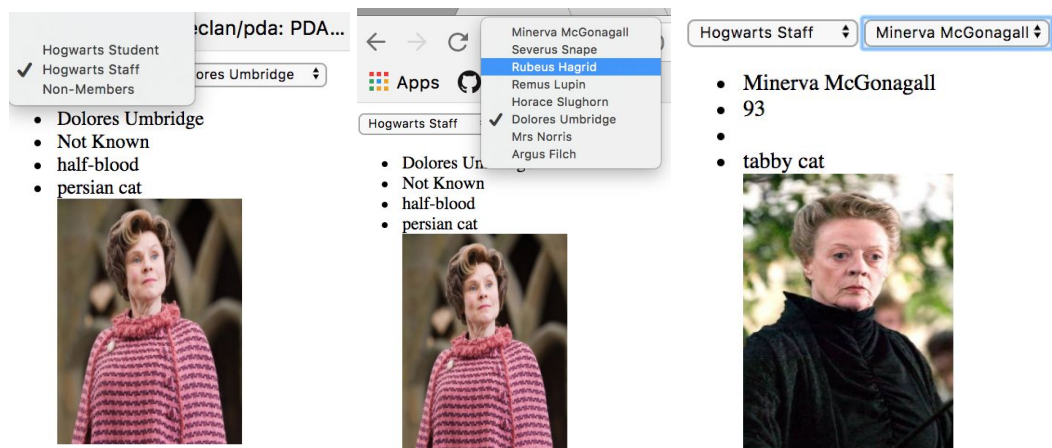 eclan/pda: PDA...
Hogwarts Student
✓ Hogwarts Staff
Non-Members
ores Umbridge
• Dolores Umbridge
• Not Known
• half-blood
• persian cat
Minerva McGonagall
Severus Snape
Rubeus Hagrid
Remus Lupin
Horace Slughorn
✓ Dolores Umbridge
Mrs Norris
Argus Filch
Apps
Hogwarts Staff
• Dolores Um
• Not Known
• half-blood
• persian cat
Hogwarts Staff Minerva McGonagall
• Minerva McGonagall
• 93
•
• tabby cat